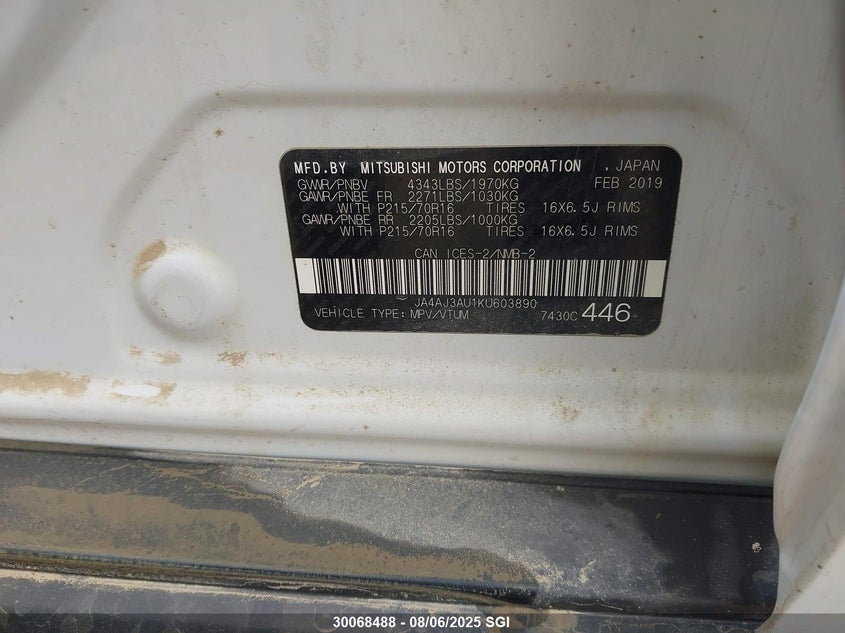 MFD.BY MITSUBISHI MOTORS CORPORATION , JAPAN
GVWR/PNBV 4343LBS/1970KG FEB 2019
GAWR/PNBE FR 2271LBS/1030KG
WITH P215/70R16 TIRES 16X6.5J RIMS
GAWR/PNBE RR 2205LBS/1000KG
WITH P215/70R16 TIRES 16X6.5J RIMS
CAN ICES-2/NMB-2
JA4AJ3AU1KU603890
VEHICLE TYPE: MPV/VTUM 7430C 446
30068488 - 08/06/2025 SGI